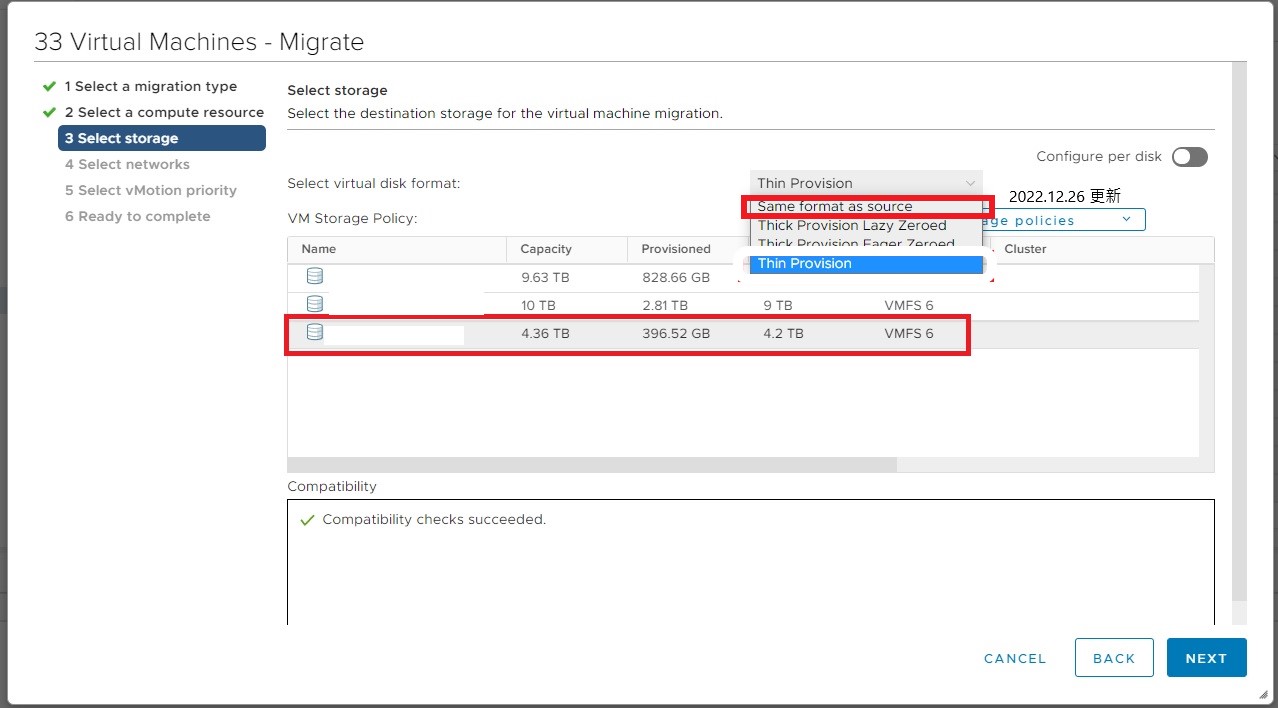 33 Virtual Machines - Migrate
1 Select a migration type
2 Select a compute resource
3 Select storage
4 Select networks
5 Select vMotion priority
6 Ready to complete
Select storage
Select the destination storage for the virtual machine migration.
Configure per disk
Select virtual disk format:
Thin Provision
2022.12.26 更新
Same format as source
VM Storage Policy:
age policies
Thick Provision Lazy Zeroed
Thick Provision Eager Zeroed
Thin Provision
Name Capacity Provisioned Cluster
9.63 TB 828.66 GB
10 TB 2.81 TB 9 TB VMFS 6
4.36 TB 396.52 GB 4.2 TB VMFS 6
Compatibility
Compatibility checks succeeded.
CANCEL BACK NEXT